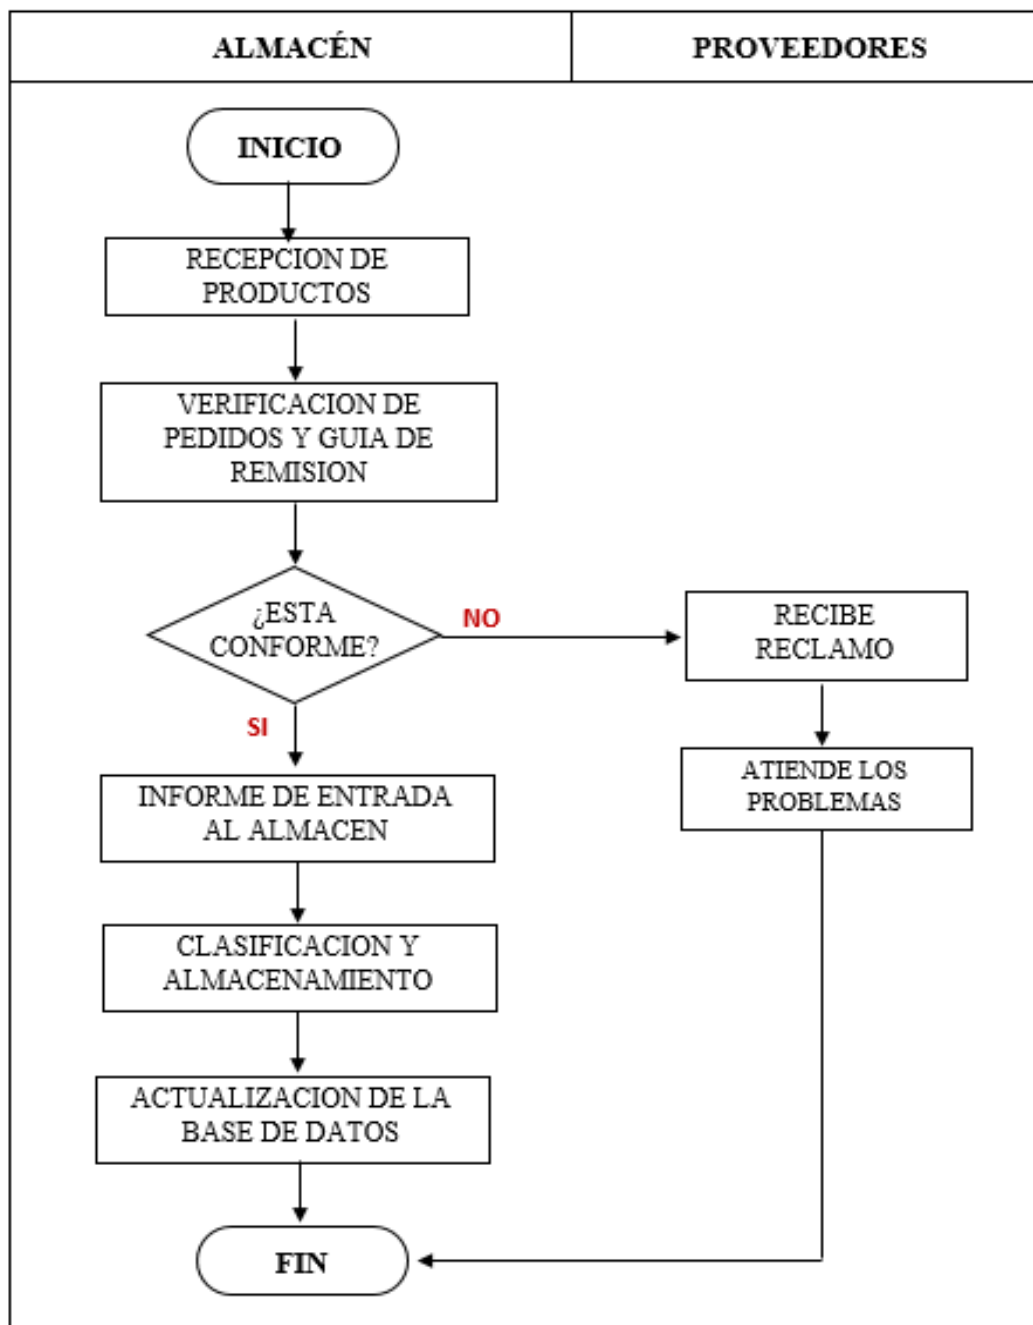 ALMACÉN
PROVEEDORES
INICIO
RECEPCION DE
PRODUCTOS
VERIFICACION DE
PEDIDOS Y GUIA DE
REMISION
¿ESTA
CONFORME?
NO
RECIBE
RECLAMO
SI
ATIENDE LOS
PROBLEMAS
INFORME DE ENTRADA
AL ALMACEN
CLASIFICACION Y
ALMACENAMIENTO
ACTUALIZACION DE LA
BASE DE DATOS
FIN